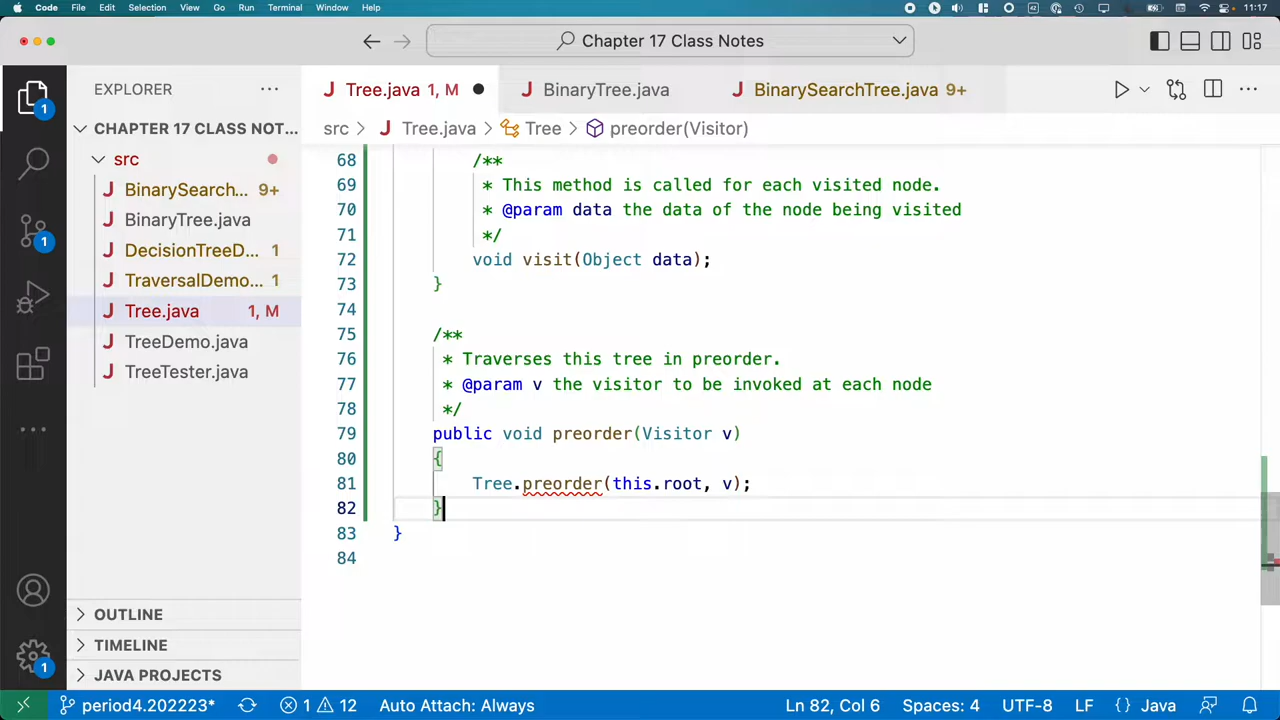 Code File Edit Selection View Go Run Terminal Window Help 11:17
Chapter 17 Class Notes
EXPLORER
Tree.java 1, M
BinaryTree.java
BinarySearchTree.java 9+
CHAPTER 17 CLASS NOT...
src > Tree.java > Tree > preorder(Visitor)
src
BinarySearch... 9+
BinaryTree.java
DecisionTreeD... 1
TraversalDemo... 1
Tree.java 1, M
TreeDemo.java
TreeTester.java
68 /**
69 * This method is called for each visited node.
70 * @param data the data of the node being visited
71 */
72 void visit(Object data);
73 }
74
75 /**
76 * Traverses this tree in preorder.
77 * @param v the visitor to be invoked at each node
78 */
79 public void preorder(Visitor v)
80 {
81 Tree.preorder(this.root, v);
82 }
83 }
84
1
1
1
OUTLINE
TIMELINE
JAVA PROJECTS
period4.202223* 1 12 Auto Attach: Always Ln 82, Col 6 Spaces: 4 UTF-8 LF {} Java